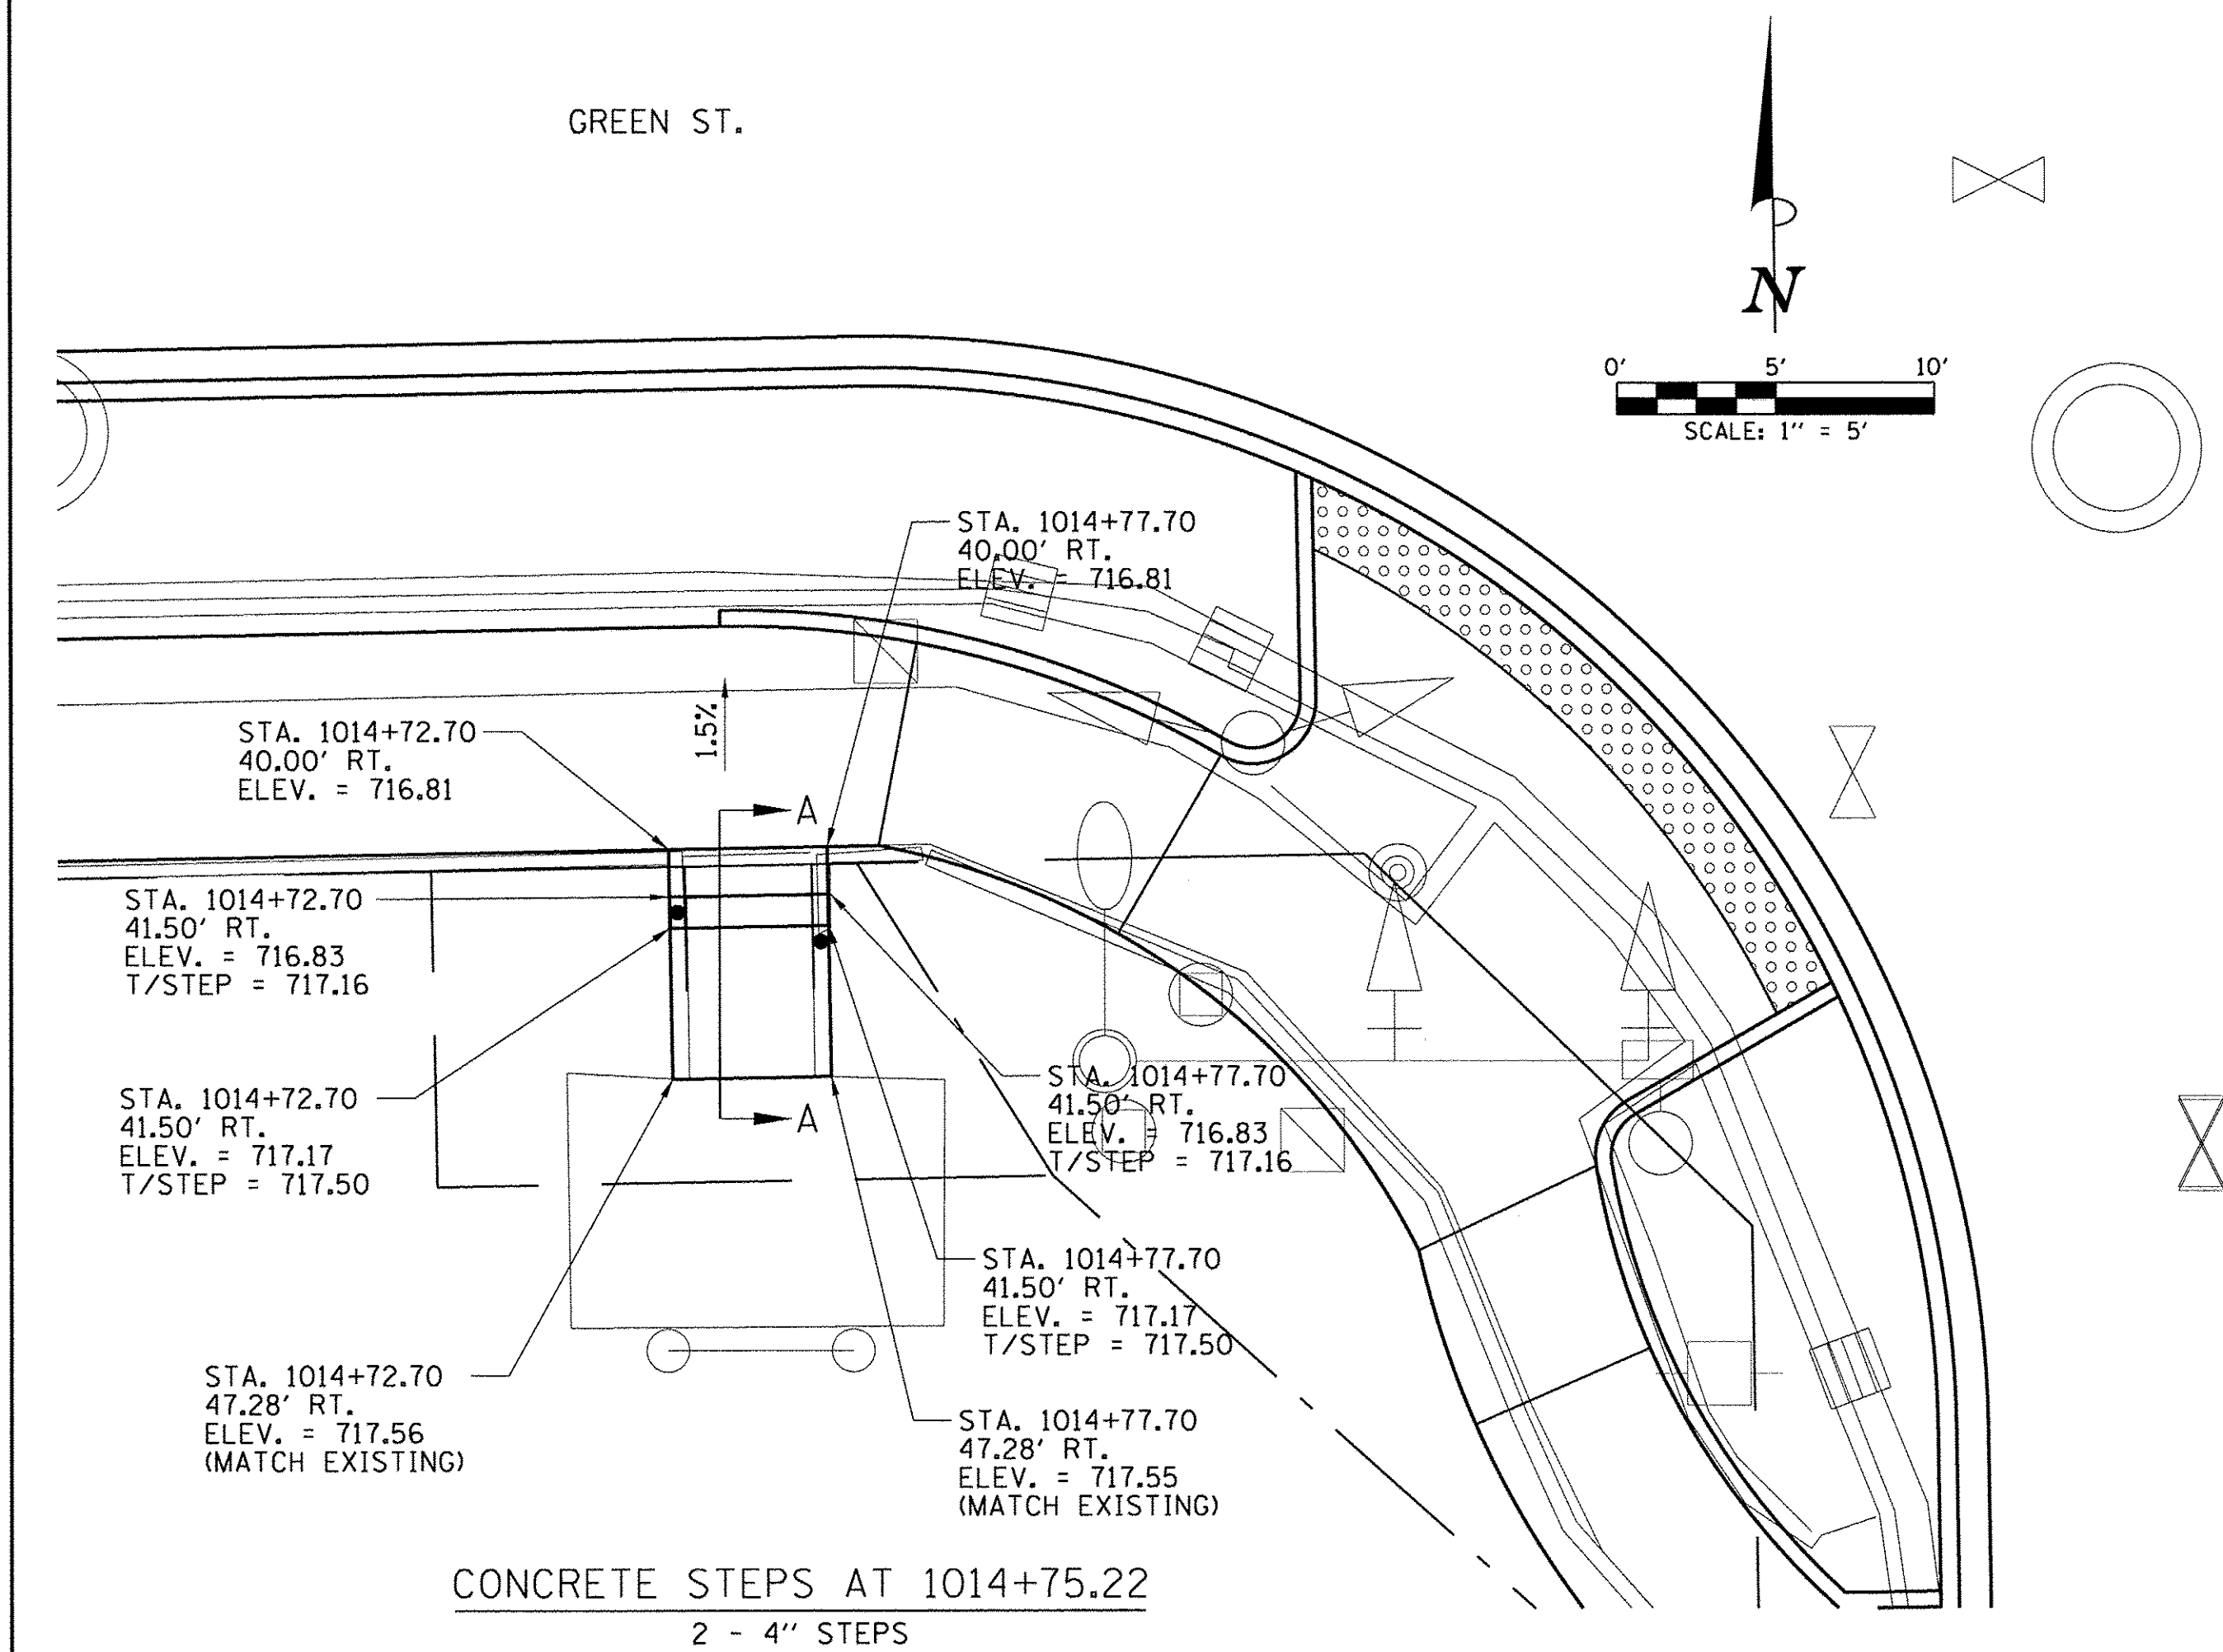 GREEN ST.
N
0' 5' 10'
SCALE: 1" = 5'
STA. 1014+77.70
40.00' RT.
ELEV. = 716.81
1.5%
STA. 1014+72.70
40.00' RT.
ELEV. = 716.81
A
STA. 1014+72.70
41.50' RT.
ELEV. = 716.83
T/STEP = 717.16
STA. 1014+77.70
41.50' RT.
ELEV. = 716.83
T/STEP = 717.16
STA. 1014+72.70
41.50' RT.
ELEV. = 717.17
T/STEP = 717.50
A
STA. 1014+77.70
41.50' RT.
ELEV. = 717.17
T/STEP = 717.50
STA. 1014+72.70
47.28' RT.
ELEV. = 717.56
(MATCH EXISTING)
STA. 1014+77.70
47.28' RT.
ELEV. = 717.55
(MATCH EXISTING)
CONCRETE STEPS AT 1014+75.22
2 - 4" STEPS